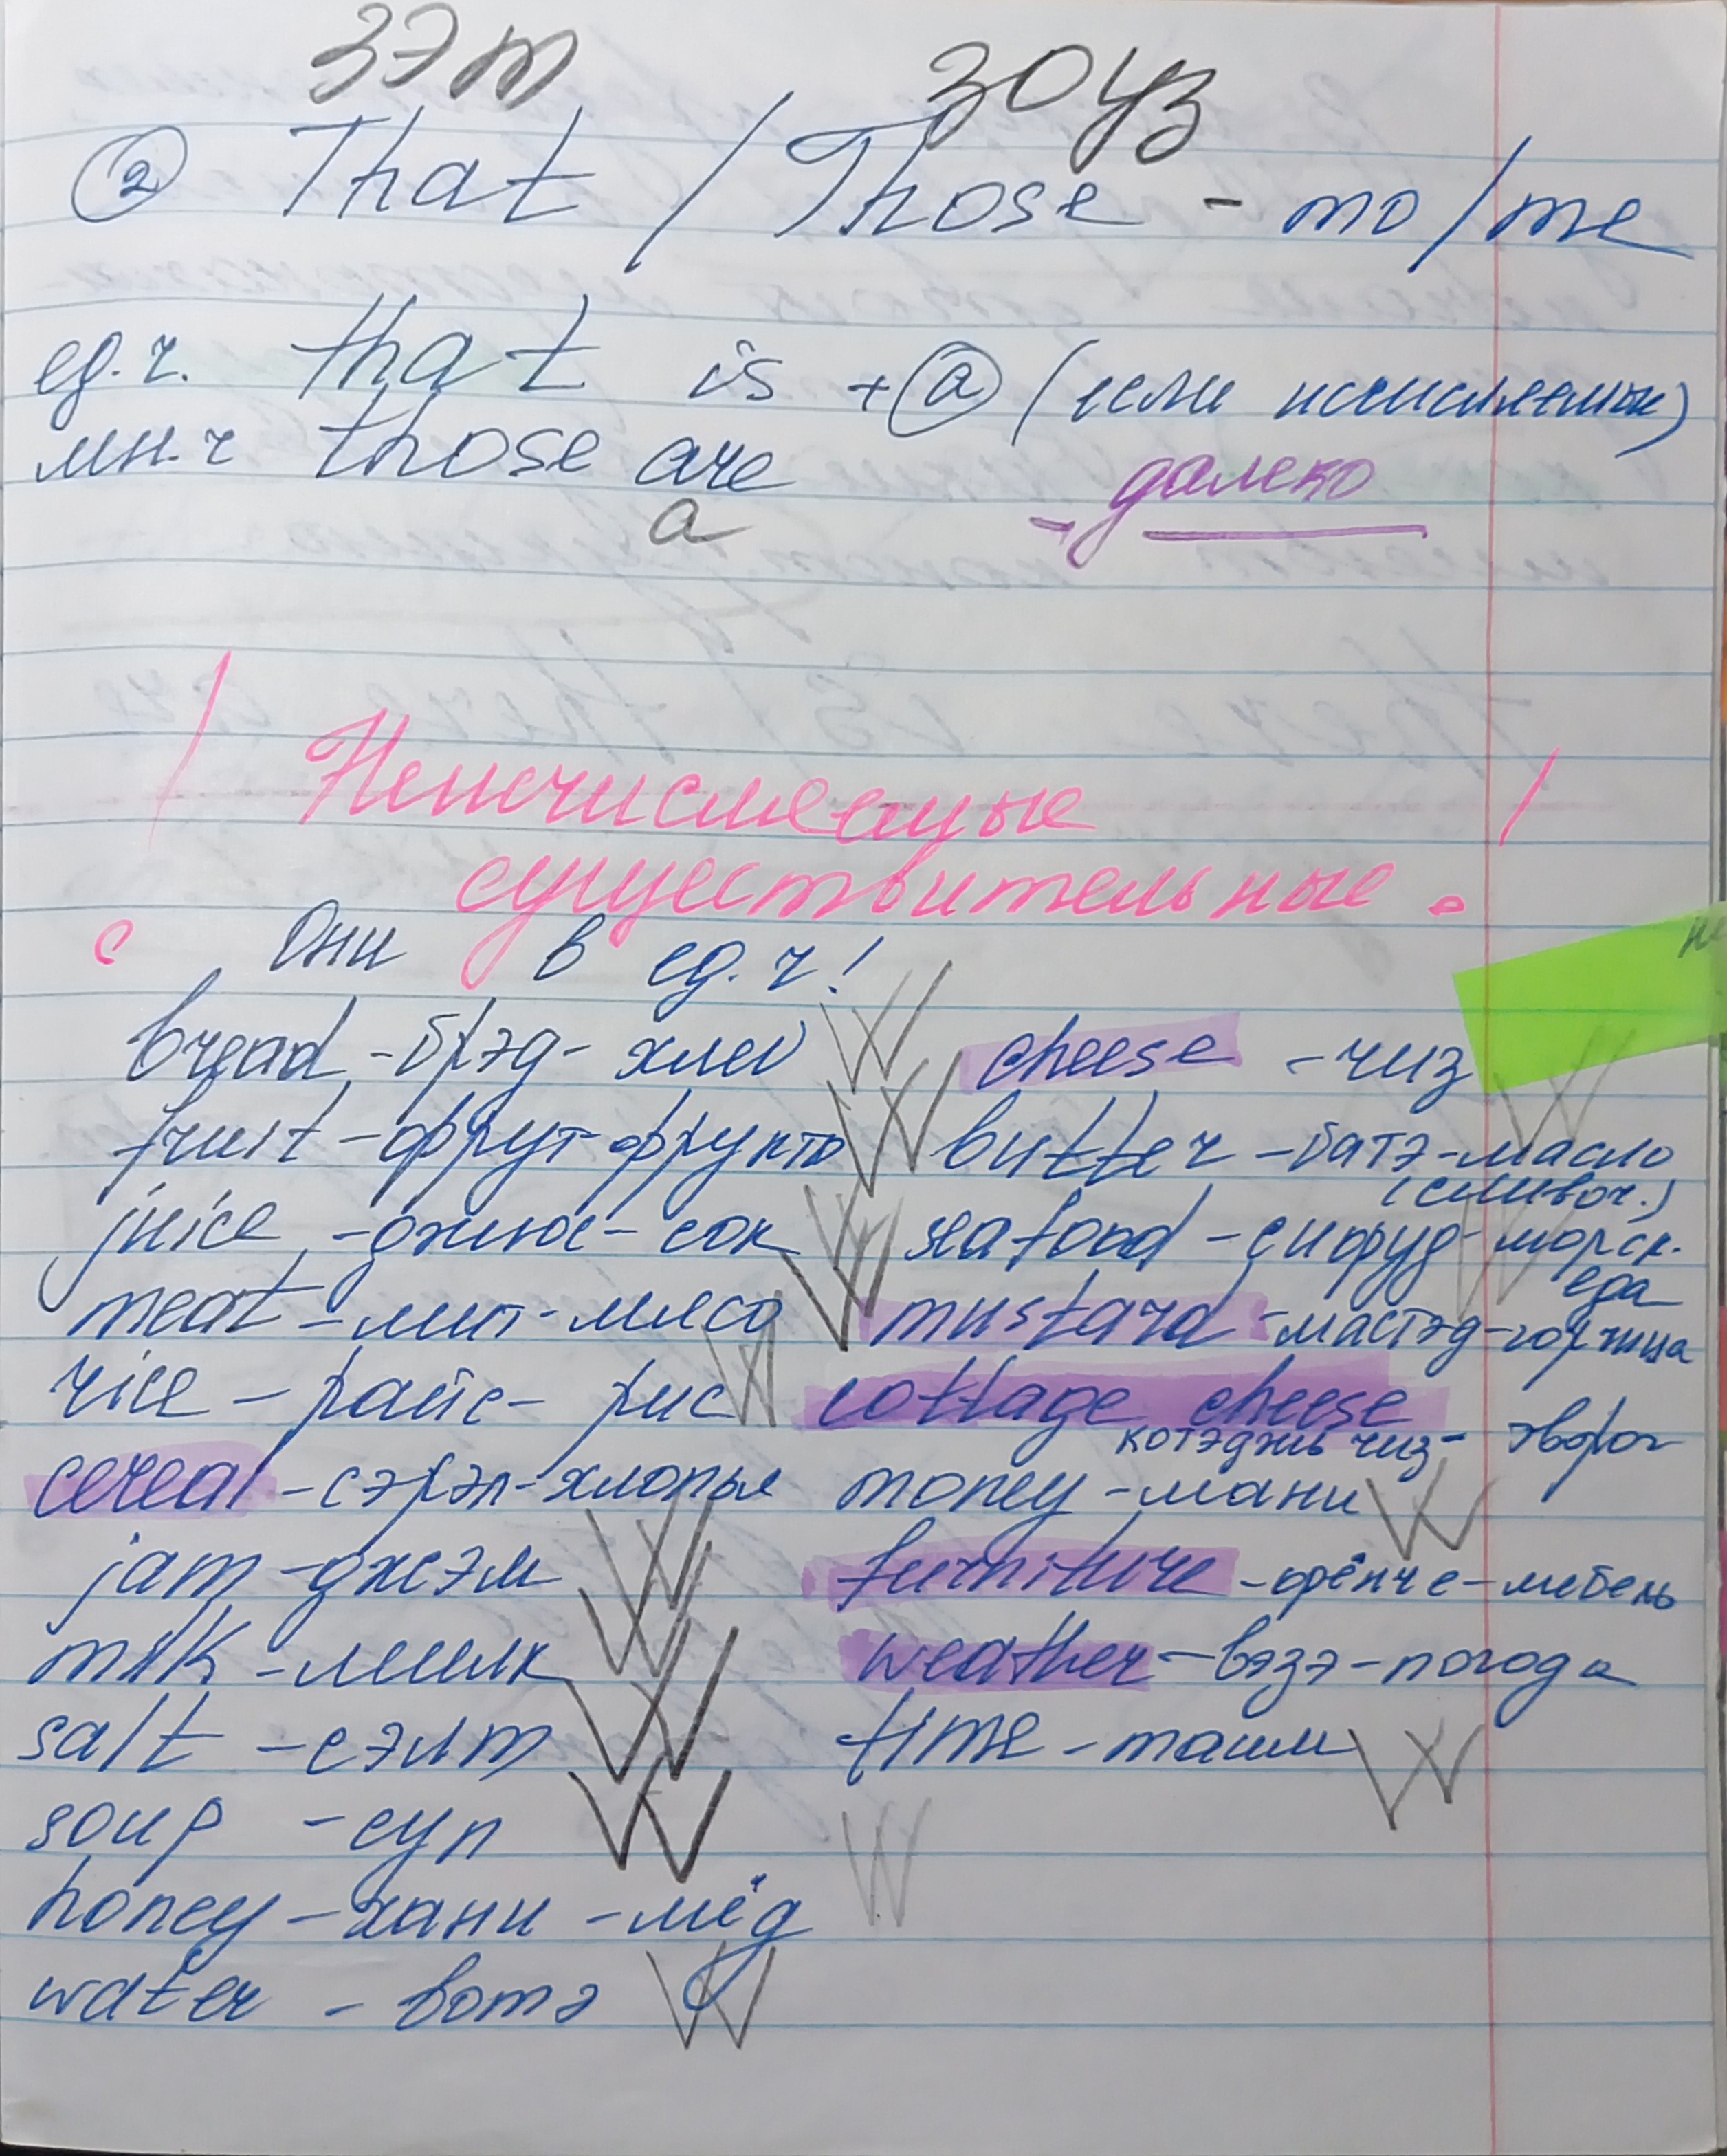 зэт зоуз
② That / Those - то/те
ед.ч. that is + ⓐ (если исчисляемые)
мн.ч those are
а
- далеко
! Неисчисляемые !
существительные
Они в ед.ч!
bread - брэд - хлеб
fruit - фрут - фрукты
juice - джюс - сок
meat - мит - мясо
rice - райс - рис
cereal - сэрэл - хлопья
jam - джэм
milk - милк
salt - сэлт
soup - суп
honey - хани - мёд
water - вотэ
cheese - чиз
butter - батэ - масло
(сливоч.)
seafood - сифуд - морск.
еда
mustard - мастэд - горчица
cottage cheese
котэджь чиз - творог
money - мани
furniture - фёнче - мебель
weather - вэзэ - погода
time - тайм